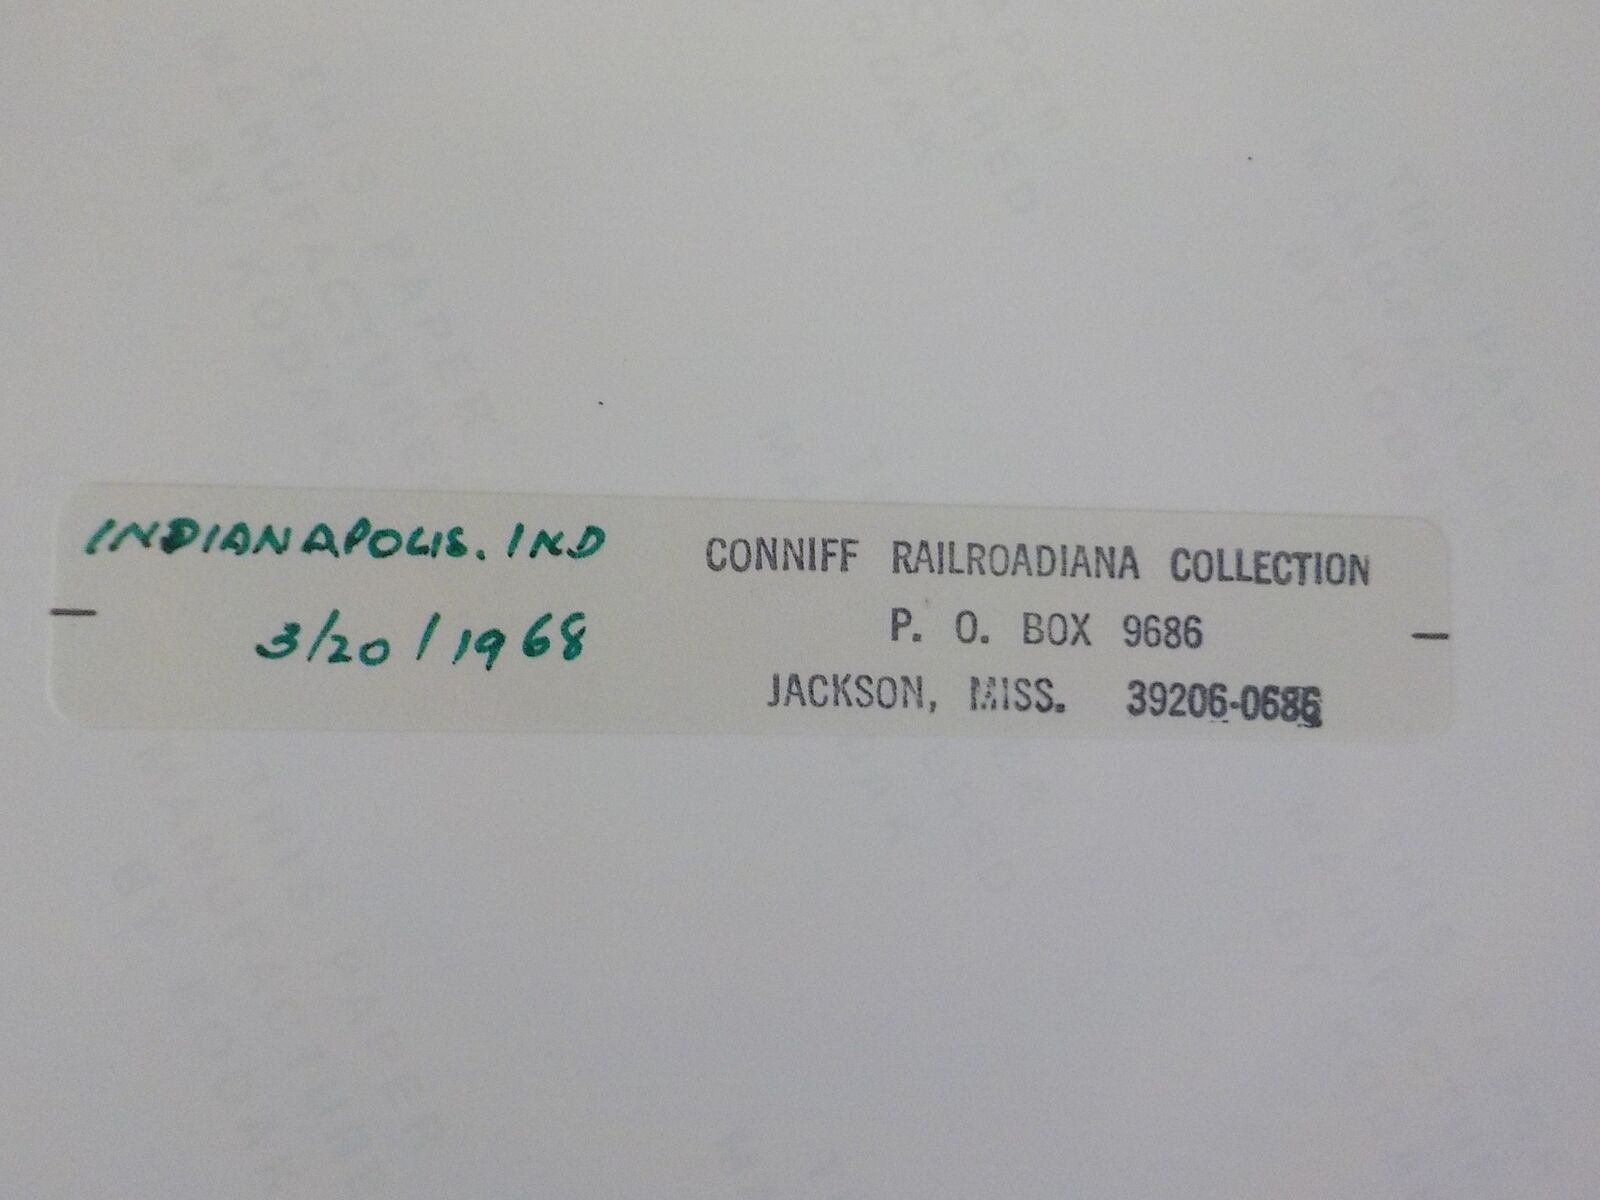 INDIANAPOLIS. IND
3/20/1968
CONNIFF RAILROADIANA COLLECTION
P. O. BOX 9686
JACKSON, MISS. 39206-0686